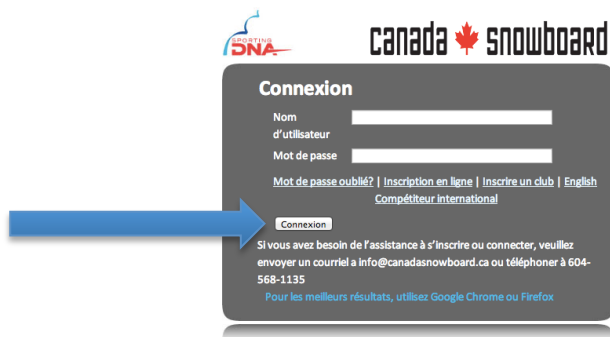 SPORTING
DNA
canada snowboard
Connexion
Nom
d'utilisateur
Mot de passe
Mot de passe oublié? | Inscription en ligne | Inscrire un club | English
Compétiteur international
Connexion
Si vous avez besoin de l'assistance à s'inscrire ou connecter, veuillez
envoyer un courriel a info@canadasnowboard.ca ou téléphoner à 604-
568-1135
Pour les meilleurs résultats, utilisez Google Chrome ou Firefox